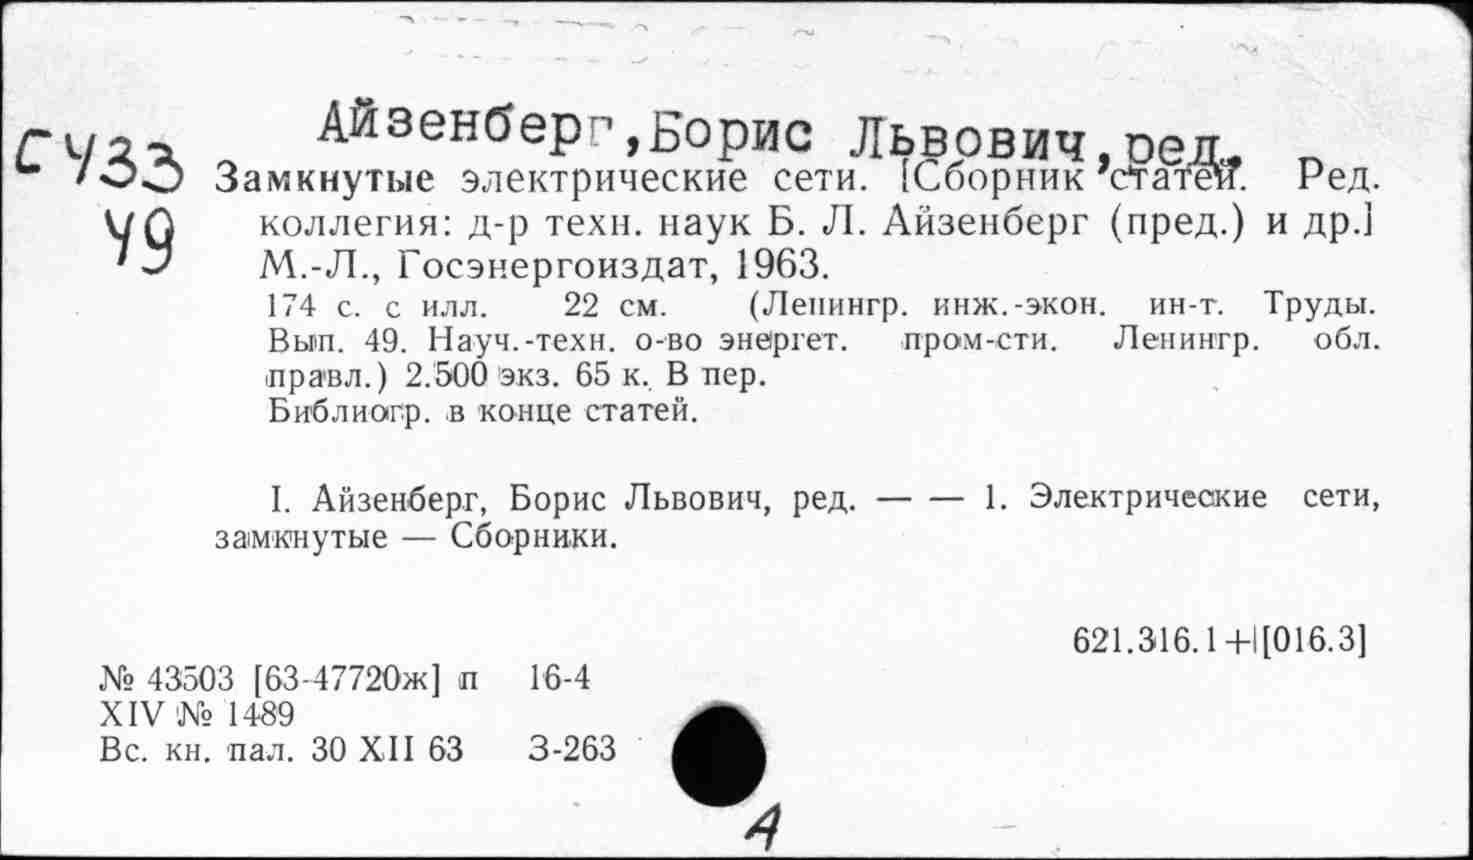 Айзенберг,Борис Львович,ред.
СЧ33
Ч9
Замкнутые электрические сети. [Сборник статей. Ред.
коллегия: д-р техн. наук Б. Л. Айзенберг (пред.) и др.]
М.-Л., Госэнергоиздат, 1963.
174 с. с илл. 22 см. (Ленингр. инж.-экон. ин-т. Труды.
Вып. 49. Науч.-техн. о-во энергет. пром-сти. Ленингр. обл.
правл.) 2.500 экз. 65 к. В пер.
Библиогр. в конце статей.
I. Айзенберг, Борис Львович, ред. — — 1. Электрические сети,
замкнутые — Сборники.
621.316.1+[016.3]
№ 43503 [63-47720ж] п 16-4
XIV № 1489
Вс. кн. пал. 30 XII 63 З-263
А